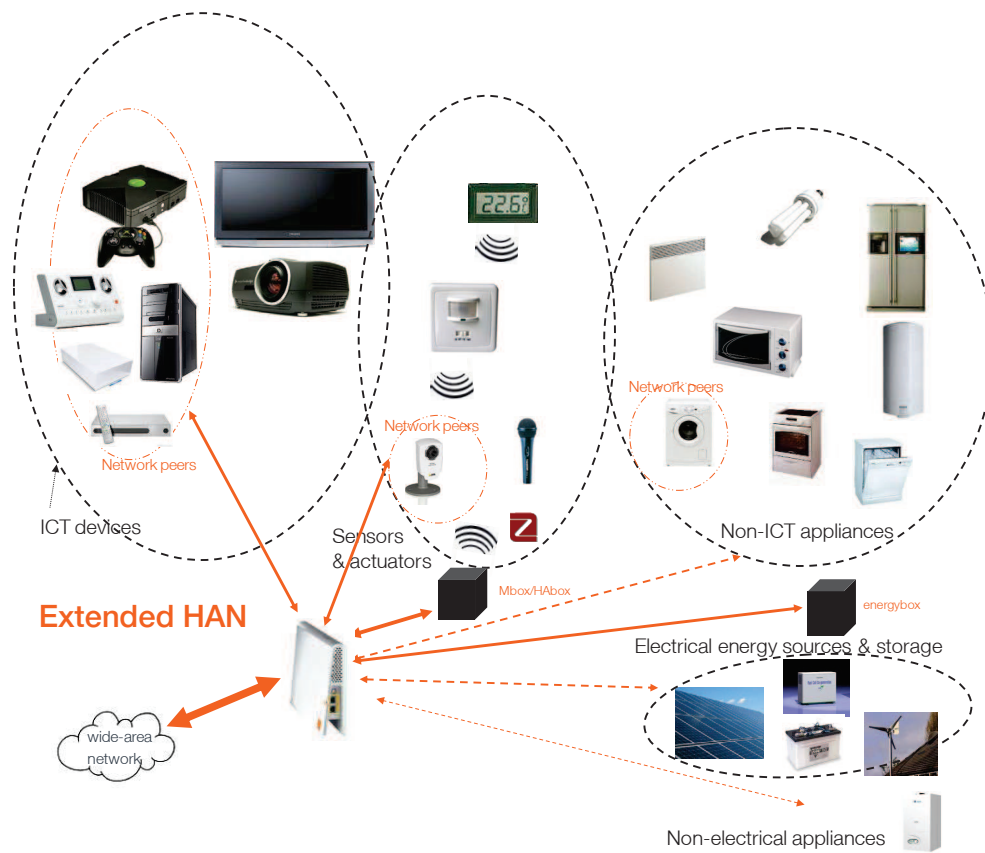 22.6°
Network peers
Network peers
Network peers
ICT devices
Sensors
& actuators
Non-ICT appliances
Mbox/HAbox
energybox
Extended HAN
Electrical energy sources & storage
wide-area
network
Non-electrical appliances